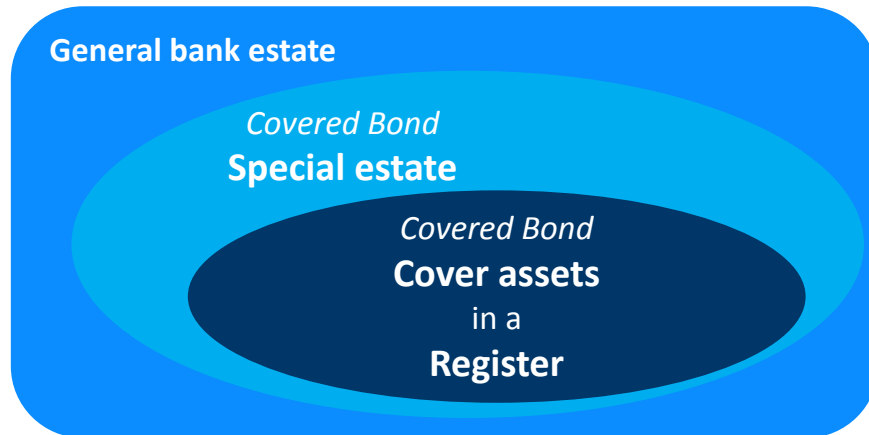 General bank estate
Covered Bond
Special estate
Covered Bond
Cover assets
in a
Register